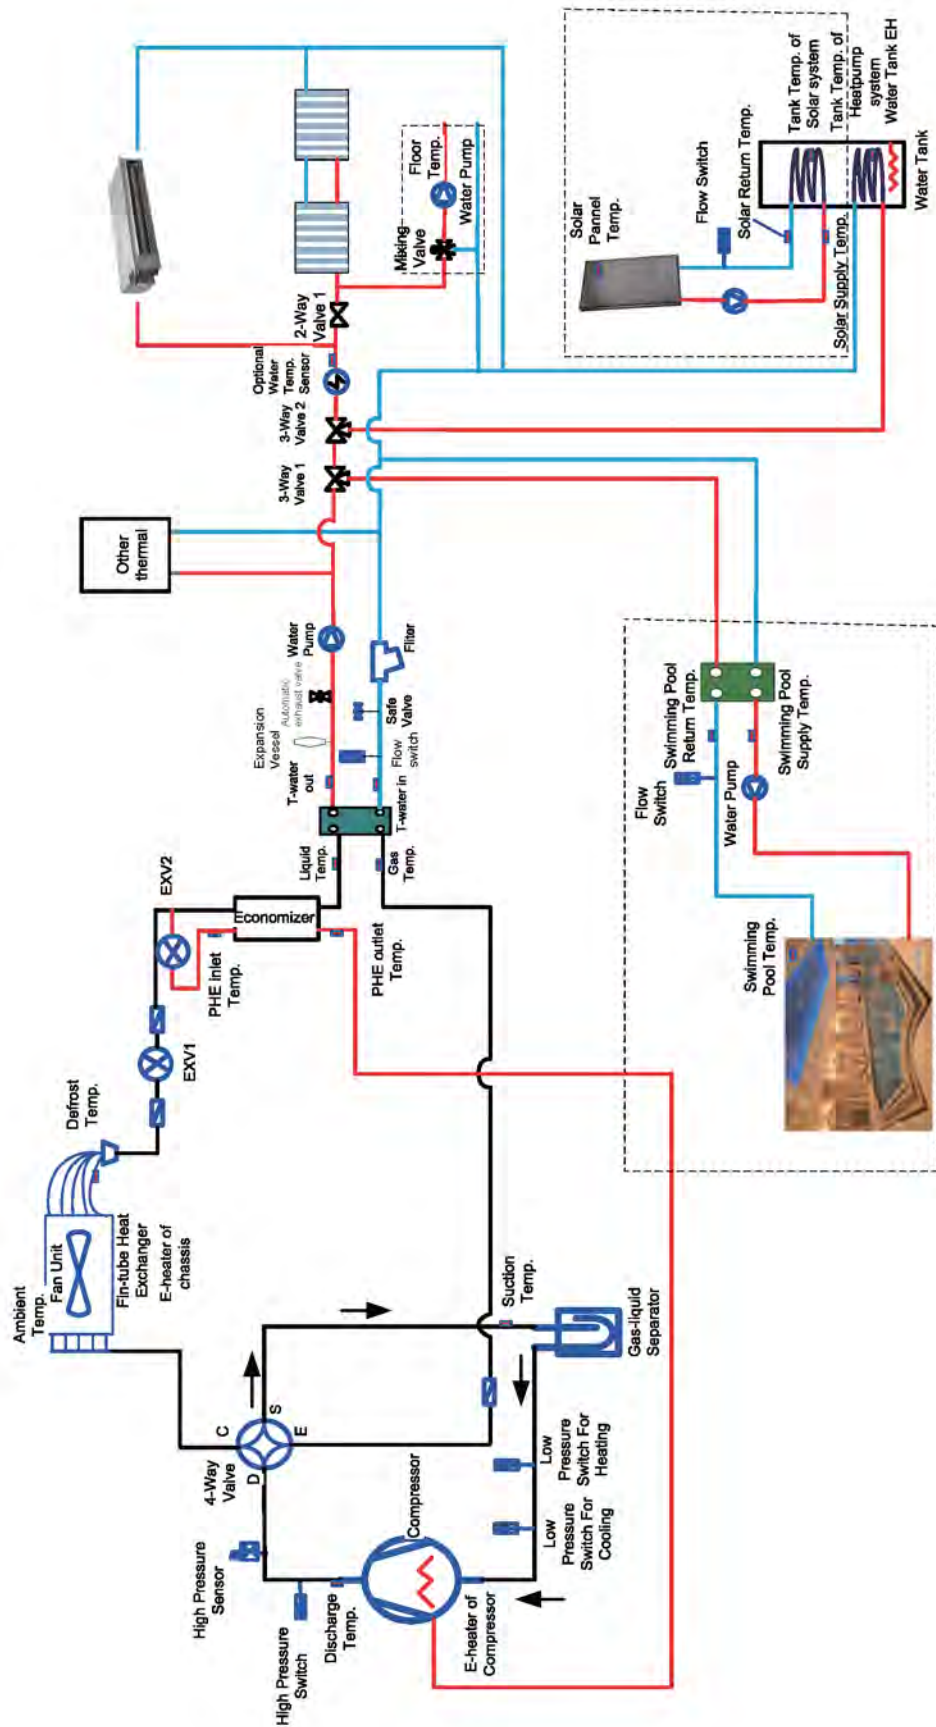 Ambient
Temp.
Fan Unit
Fin-tube Heat
Exchanger
E-heater of
chassis
Defrost
Temp.
EXV1
EXV2
PHE inlet
Temp.
Economizer
PHE outlet
Temp.
Liquid
Temp.
Gas
Temp.
T-water
out
T-water in
Expansion
Vessel
Automatic
exhaust valve
Flow
switch
Safe
Valve
Water
Pump
Fliter
Other
thermal
3-Way
Valve 1
3-Way
Valve 2
Optional
Water
Temp.
Sensor
2-Way
Valve 1
Mixing
Valve
Floor
Temp.
Water Pump
4-Way
Valve
C
D
S
E
High Pressure
Sensor
High Pressure
Switch
Discharge
Temp.
Compressor
E-heater of
Compressor
Low
Pressure
Switch For
Cooling
Low
Pressure
Switch For
Heating
Suction
Temp.
Gas-liquid
Separator
Swimming
Pool Temp.
Flow
Switch
Water Pump
Swimming Pool
Return Temp.
Swimming Pool
Supply Temp.
Solar
Pannel
Temp.
Flow Switch
Solar Return Temp.
Solar Supply Temp.
Tank Temp. of
Solar system
Tank Temp. of
Heatpump
system
Water Tank EH
Water Tank